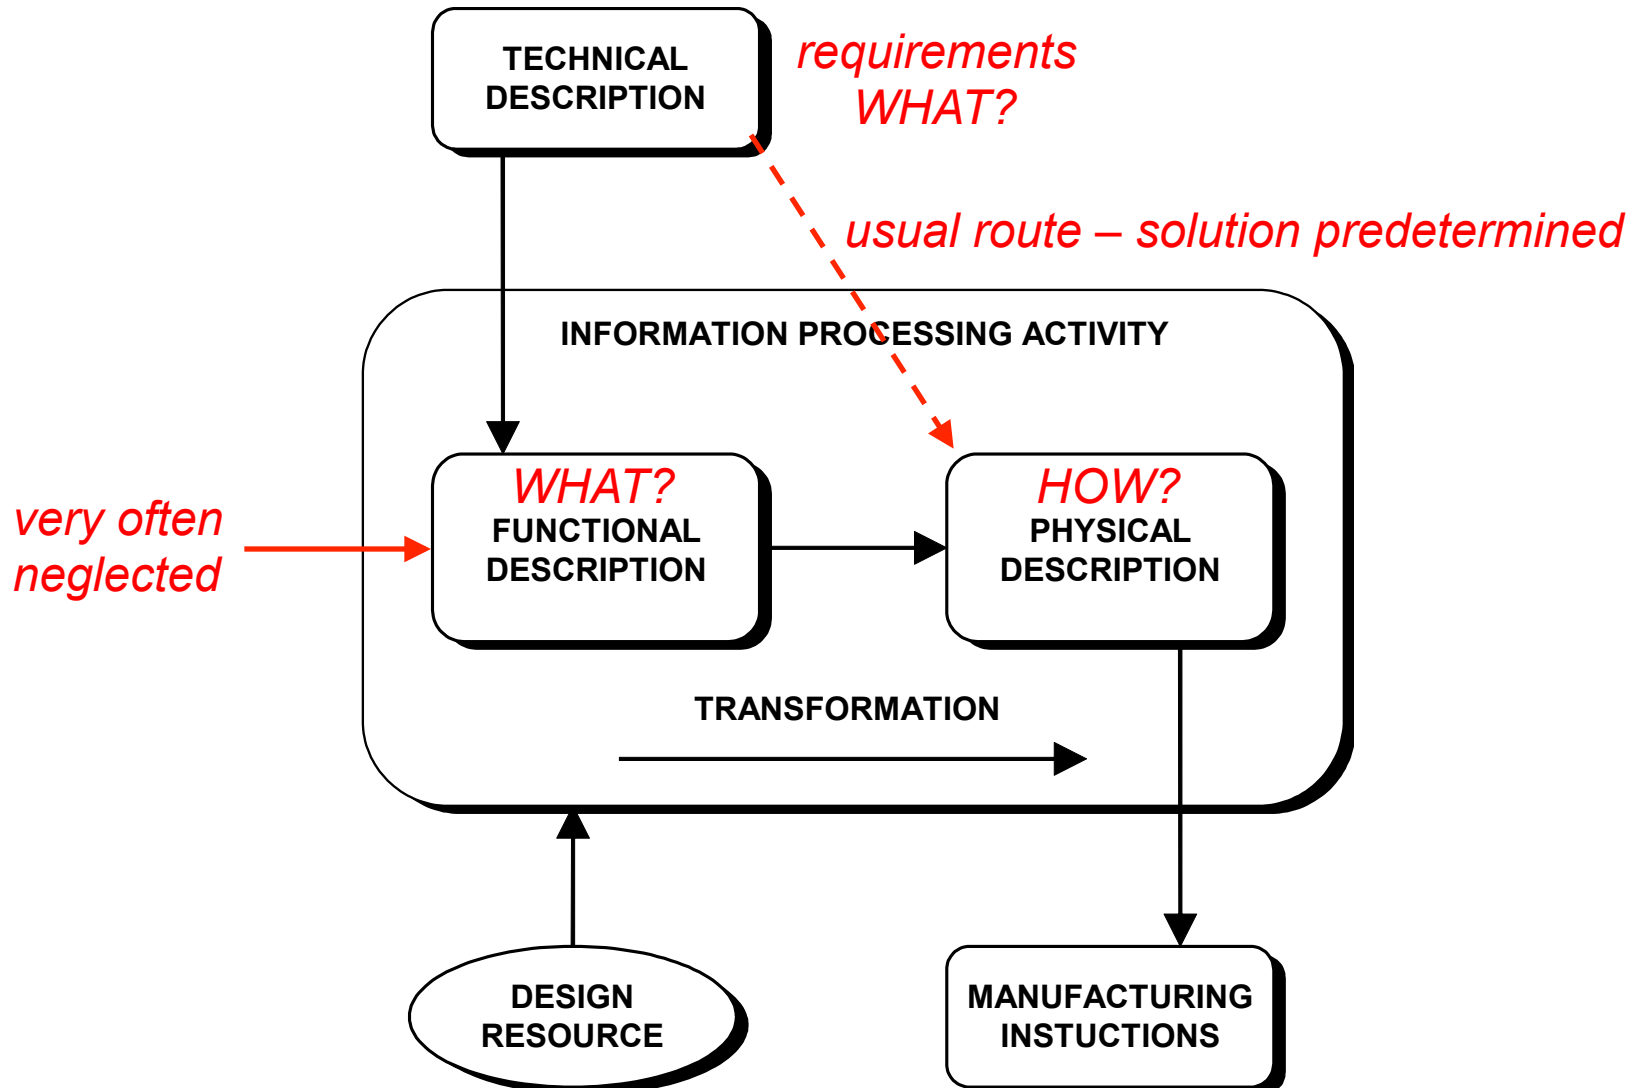 TECHNICAL
DESCRIPTION
requirements
WHAT?
usual route – solution predetermined
INFORMATION PROCESSING ACTIVITY
very often
neglected
WHAT?
FUNCTIONAL
DESCRIPTION
HOW?
PHYSICAL
DESCRIPTION
TRANSFORMATION
DESIGN
RESOURCE
MANUFACTURING
INSTUCTIONS